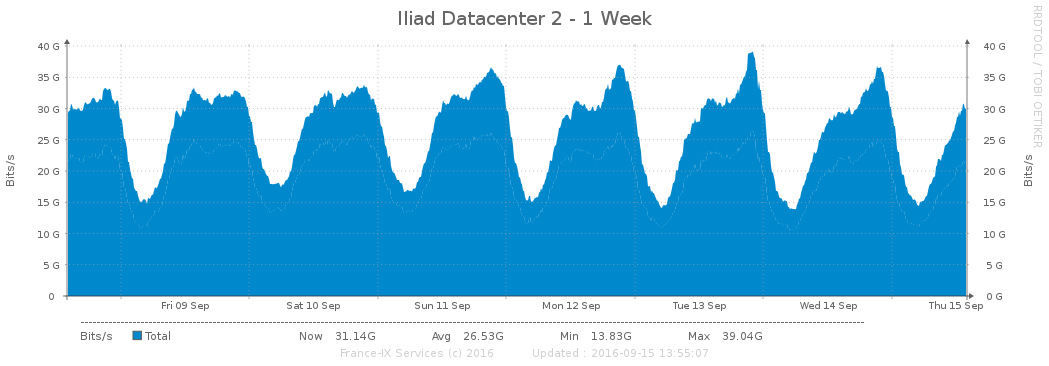 Iliad Datacenter 2 - 1 Week
RRDTOOL / TOBI OETIKER
40 G 40 G
35 G 35 G
30 G 30 G
25 G 25 G
20 G 20 G
15 G 15 G
10 G 10 G
5 G 5 G
0 0 G
Bits/s
Bits/s
Fri 09 Sep Sat 10 Sep Sun 11 Sep Mon 12 Sep Tue 13 Sep Wed 14 Sep Thu 15 Sep
Bits/s Total Now 31.14G Avg 26.53G Min 13.83G Max 39.04G
France-IX Services (c) 2016 Updated : 2016-09-15 13:55:07